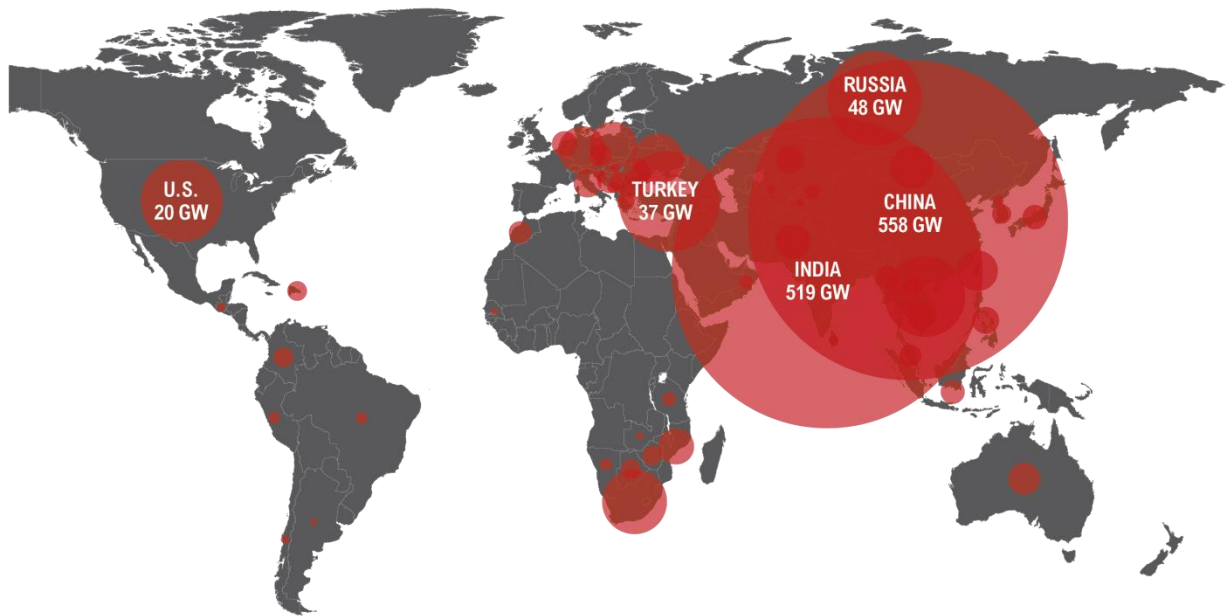 RUSSIA
48 GW
U.S.
20 GW
TURKEY
37 GW
CHINA
558 GW
INDIA
519 GW